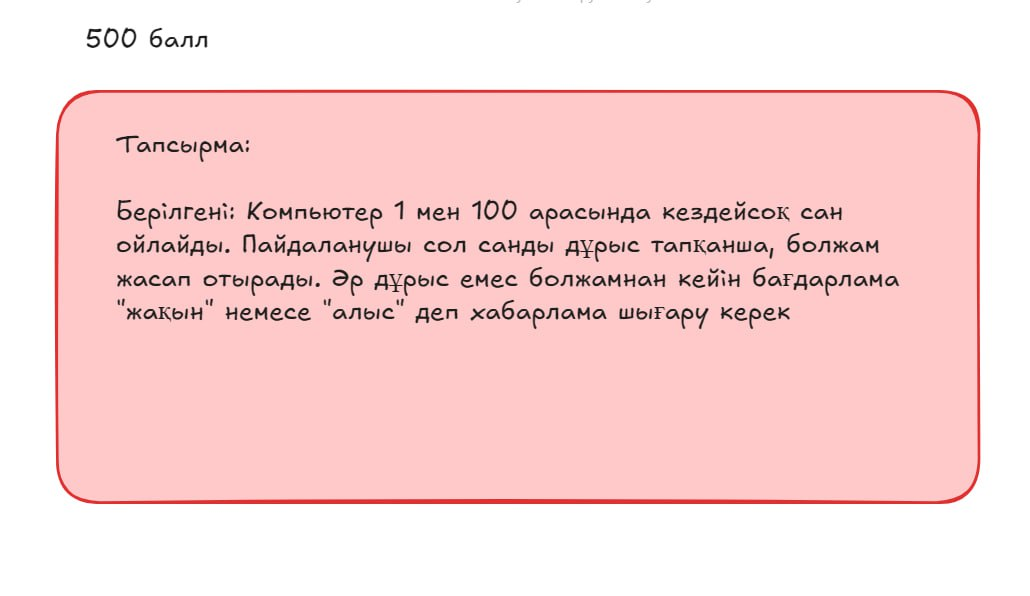 500 балл
Тапсырма:
Берілгені: Компьютер 1 мен 100 арасында кездейсоқ сан
ойлайды. Пайдаланушы сол санды дұрыс тапқанша, болжам
жасап отырады. Әр дұрыс емес болжамнан кейін бағдарлама
"жақын" немесе "алыс" деп хабарлама шығару керек